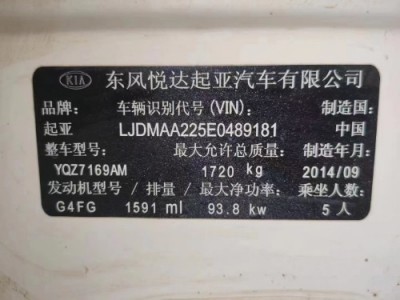 KIA 东风悦达起亚汽车有限公司
品牌: 车辆识别代号(VIN): 制造国:
起亚 LJDMAA225E0489181 中国
整车型号: 最大允许总质量: 制造年月:
YQZ7169AM 1720 kg 2014/09
发动机型号/排量/最大净功率: 乘坐人数:
G4FG 1591 ml 93.8 kw 5 人